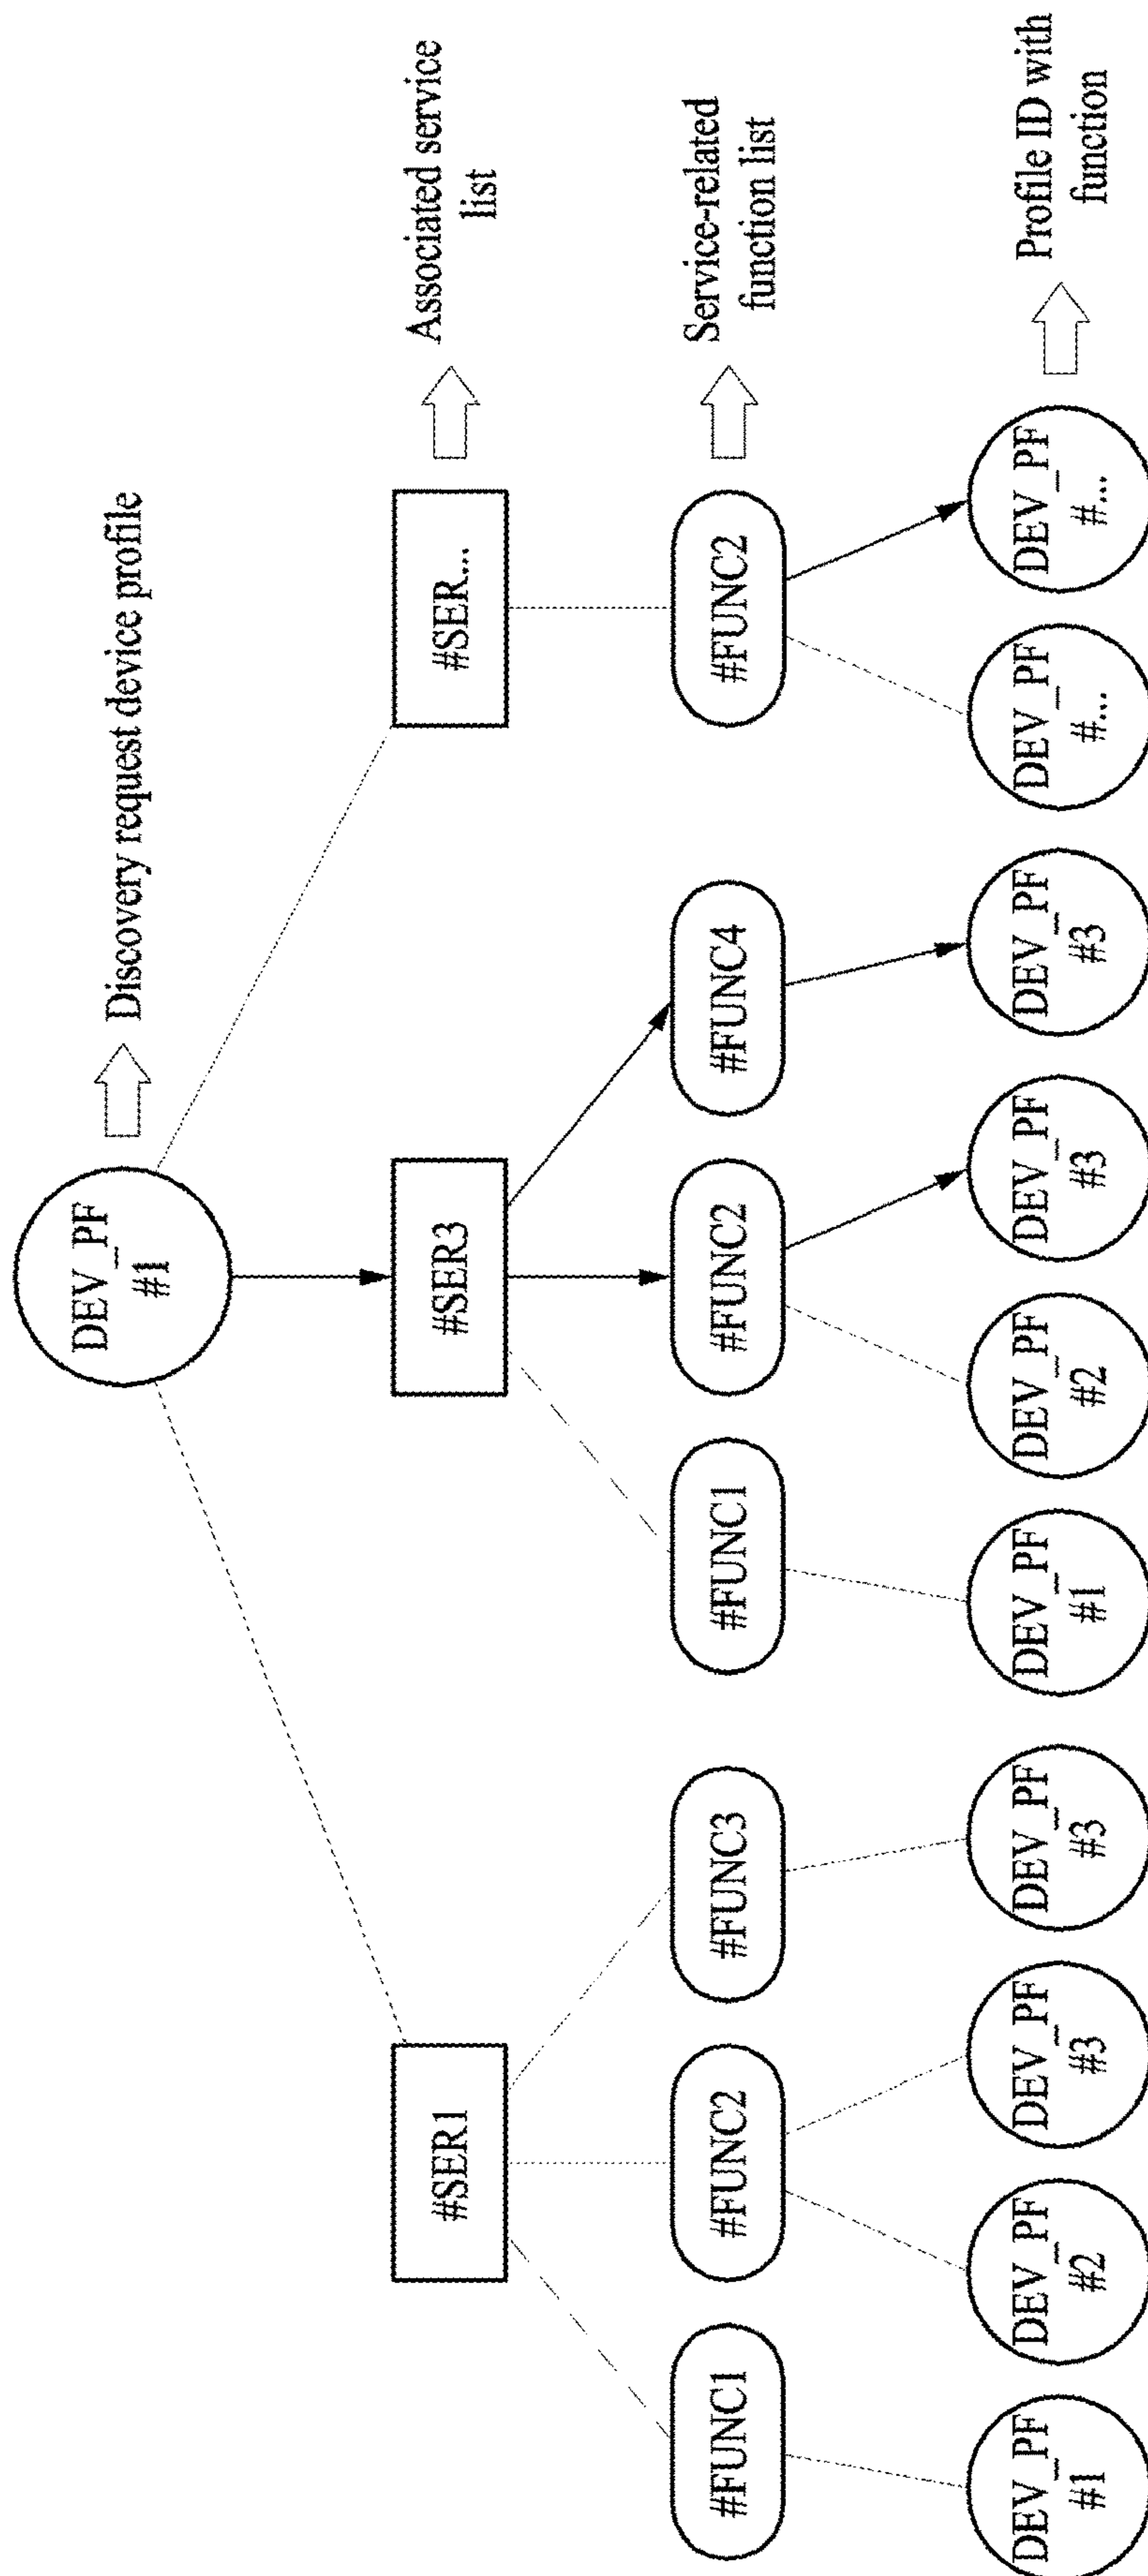 DEV_PF
#1
Discovery request device profile
#SER1
#SER3
#SER...
Associated service
list
#FUNC1
#FUNC2
#FUNC3
#FUNC1
#FUNC2
#FUNC4
#FUNC2
Service-related
function list
DEV_PF
#1
DEV_PF
#2
DEV_PF
#3
DEV_PF
#3
DEV_PF
#1
DEV_PF
#2
DEV_PF
#3
DEV_PF
#3
DEV_PF
#...
DEV_PF
#...
Profile ID with
function